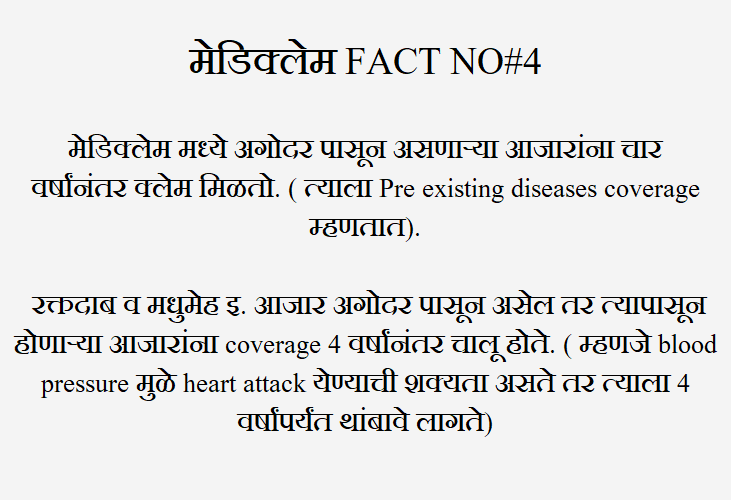 मेडिक्लेम FACT NO#4
मेडिक्लेम मध्ये अगोदर पासून असणाऱ्या आजारांना चार
वर्षांनंतर क्लेम मिळतो. ( त्याला Pre existing diseases coverage
म्हणतात).
रक्तदाब व मधुमेह इ. आजार अगोदर पासून असेल तर त्यापासून
होणाऱ्या आजारांना coverage 4 वर्षांनंतर चालू होते. ( म्हणजे blood
pressure मुळे heart attack येण्याची शक्यता असते तर त्याला 4
वर्षांपर्यंत थांबावे लागते)